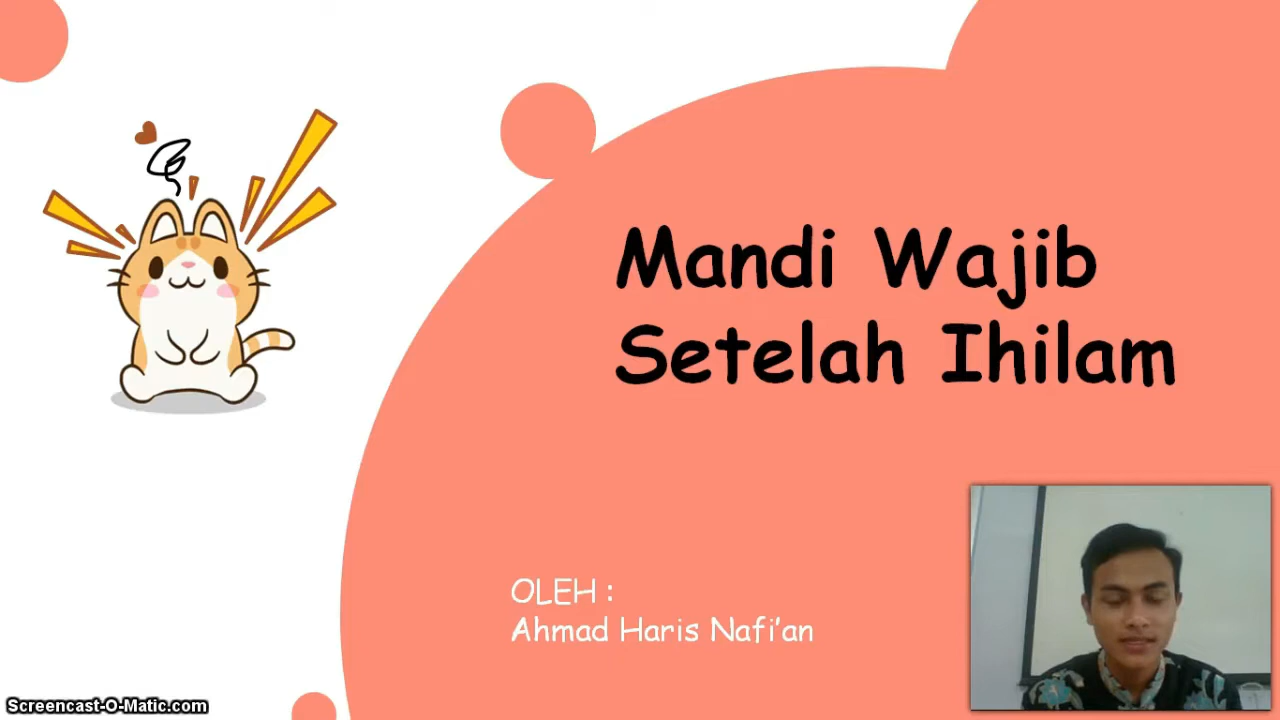 Mandi Wajib
Setelah Ihilam
OLEH :
Ahmad Haris Nafi'an
Screencast-O-Matic.com